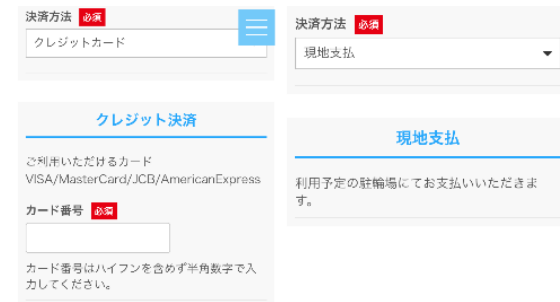 決済方法 必須
クレジットカード
クレジット決済
ご利用いただけるカード
VISA/MasterCard/JCB/AmericanExpress
カード番号 必須
カード番号はハイフンを含めず半角数字で入
力してください。
決済方法 必須
現地支払
現地支払
利用予定の駐輪場にてお支払いいただきま
す。